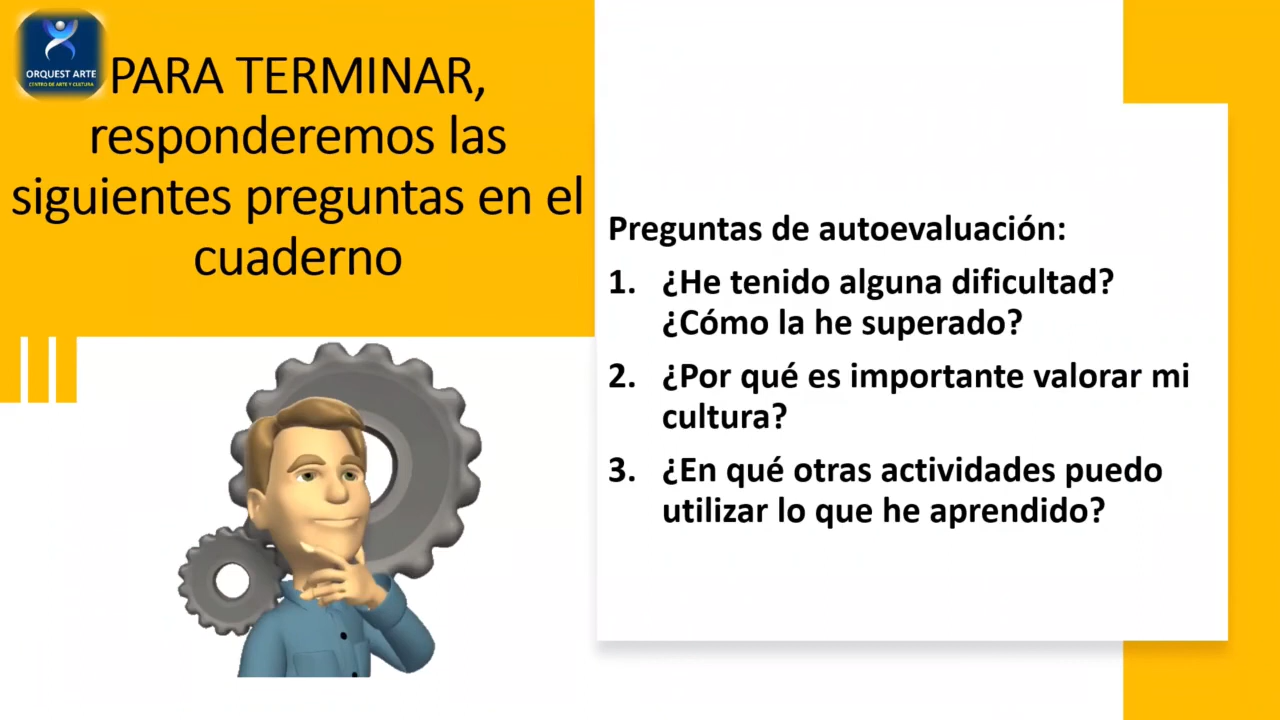 ORQUEST ARTE
CENTRO DE ARTE Y CULTURA
PARA TERMINAR,
responderemos las
siguientes preguntas en el
cuaderno
Preguntas de autoevaluación:
1. ¿He tenido alguna dificultad?
¿Cómo la he superado?
2. ¿Por qué es importante valorar mi
cultura?
3. ¿En qué otras actividades puedo
utilizar lo que he aprendido?